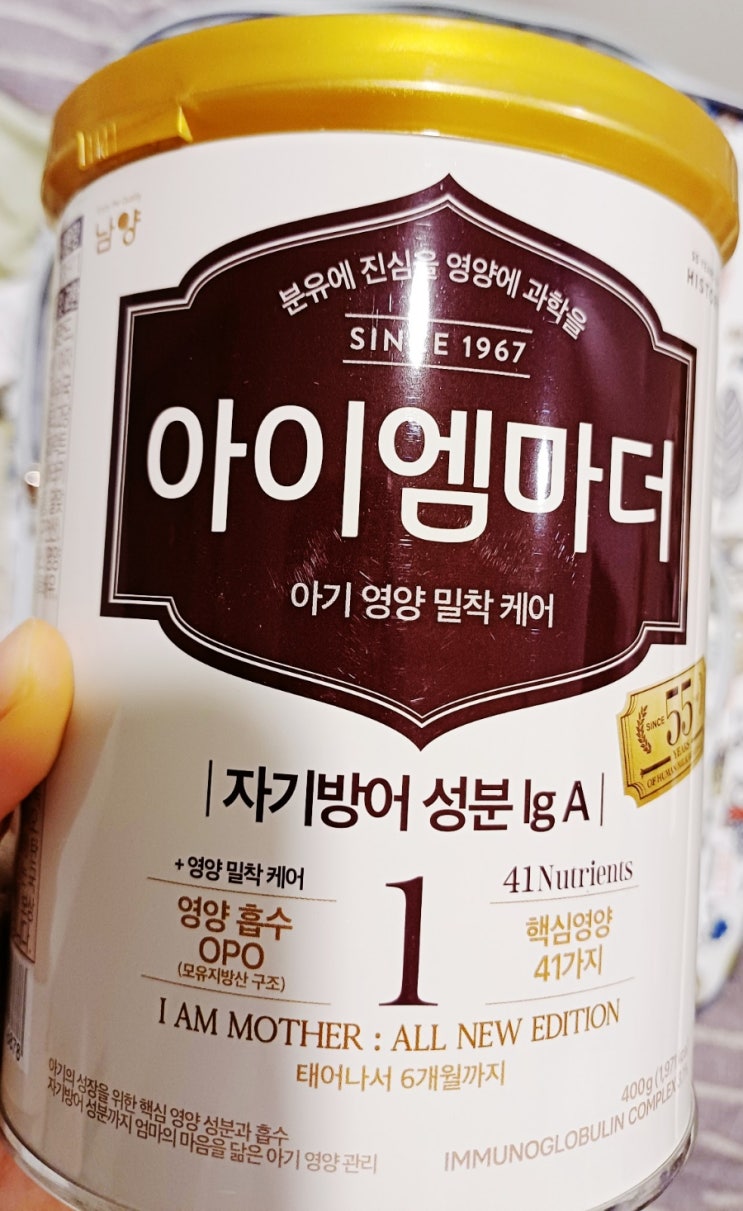 남양
분유에 진심을 영양에 과학을
SINCE 1967
아이엠마더
아기 영양 밀착 케어
SINCE
55
YEARS
자기방어 성분 IgA
+ 영양 밀착 케어
영양 흡수
OPO
(모유지방산 구조)
1
41Nutrients
핵심영양
41가지
I AM MOTHER : ALL NEW EDITION
태어나서 6개월까지
아기의 성장을 위한 핵심 영양 성분과 흡수
자기방어 성분까지 엄마의 마음을 닮은 아기 영양 관리
400g
IMMUNOGLOBULIN COMPLEX